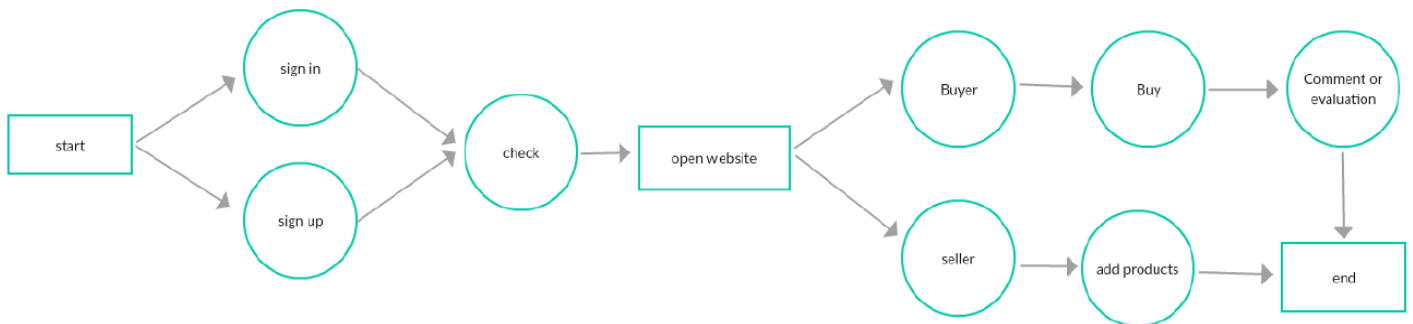 start
sign in
sign up
check
open website
Buyer
Buy
Comment or
evaluation
seller
add products
end